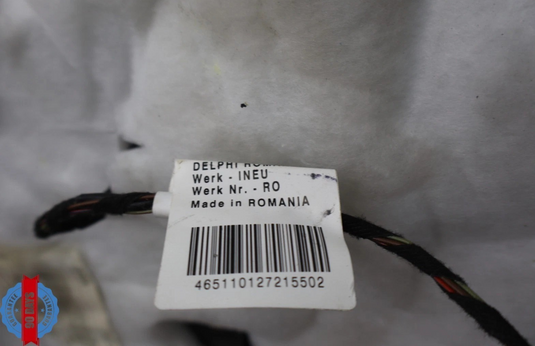 DELPHI
Werk - INEU
Werk Nr. - RO
Made in ROMANIA
465110127215502